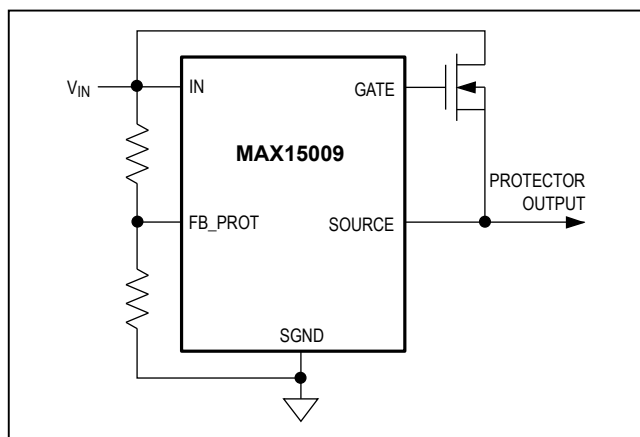 V_IN
IN
GATE
MAX15009
PROTECTOR
OUTPUT
FB_PROT
SOURCE
SGND